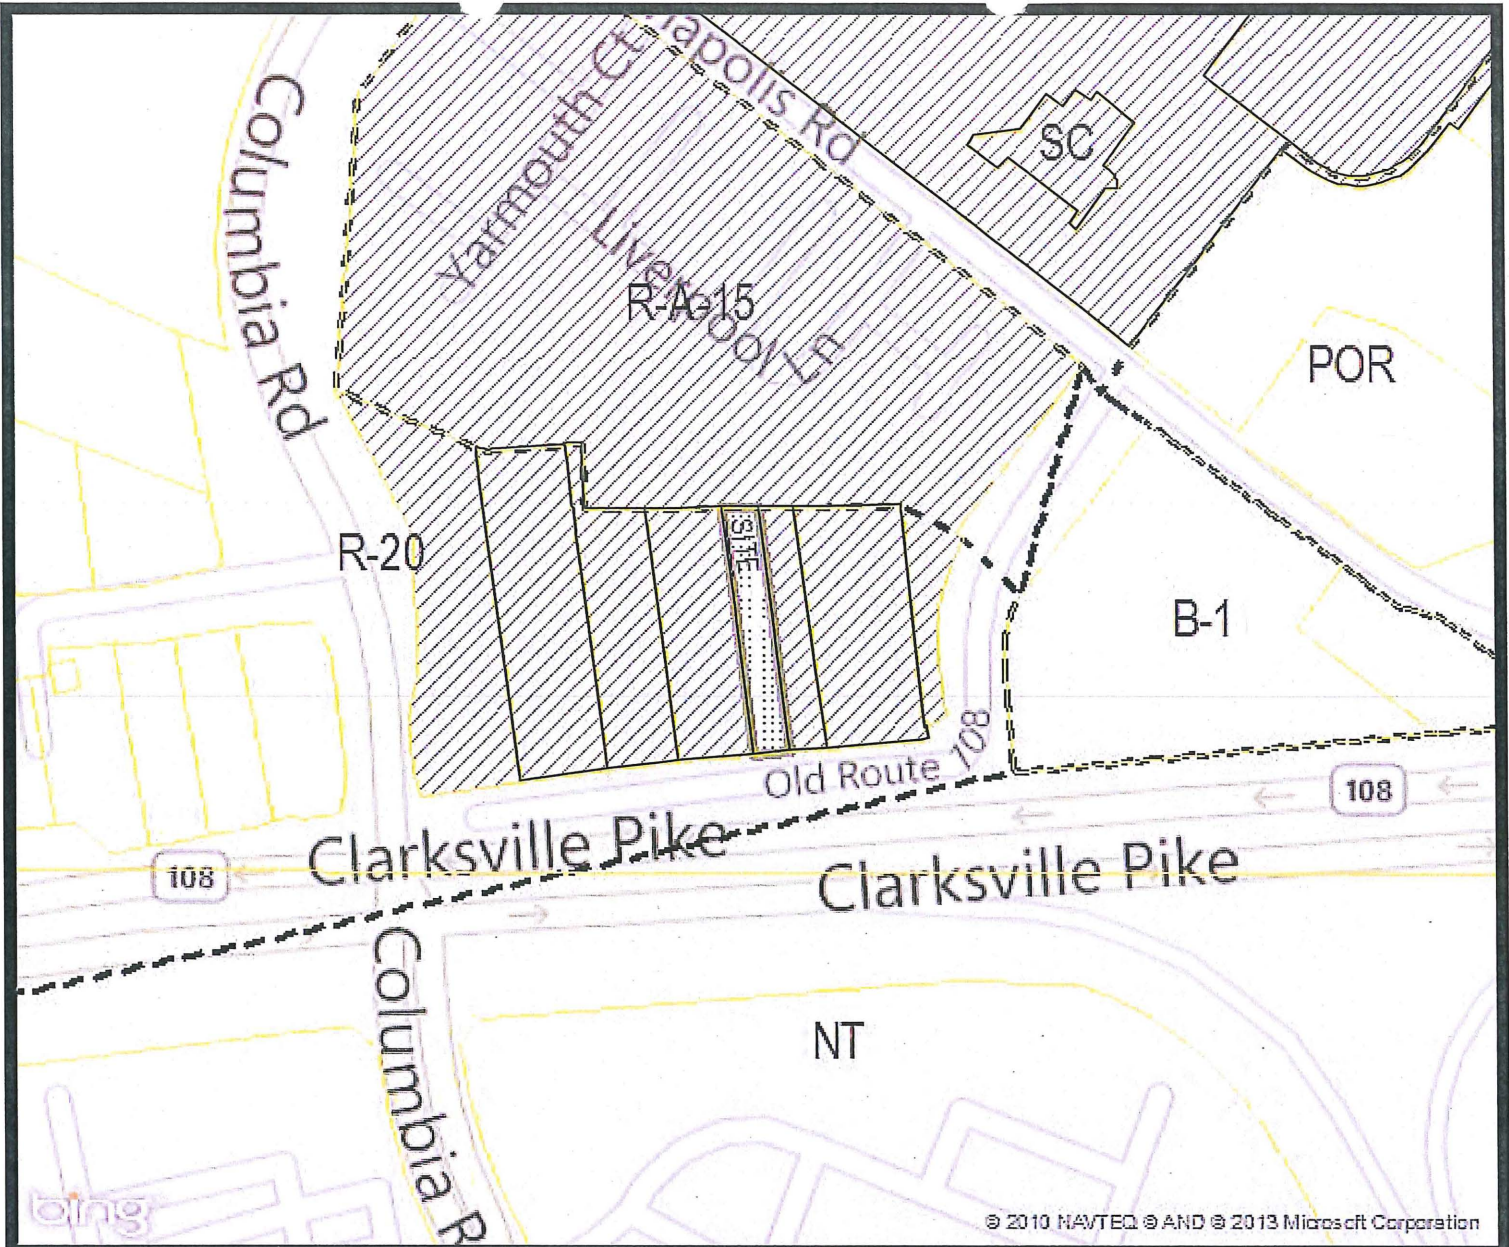 Columbia Rd
Yarmouth Ct
napolis Rd
SC
Liverpool Ln
R-A-15
POR
R-20
SITE
B-1
Old Route 108
108
Clarksville Pike
108
Clarksville Pike
Columbia R
NT
bing
© 2010 NAVTEQ © AND © 2013 Microsoft Corporation